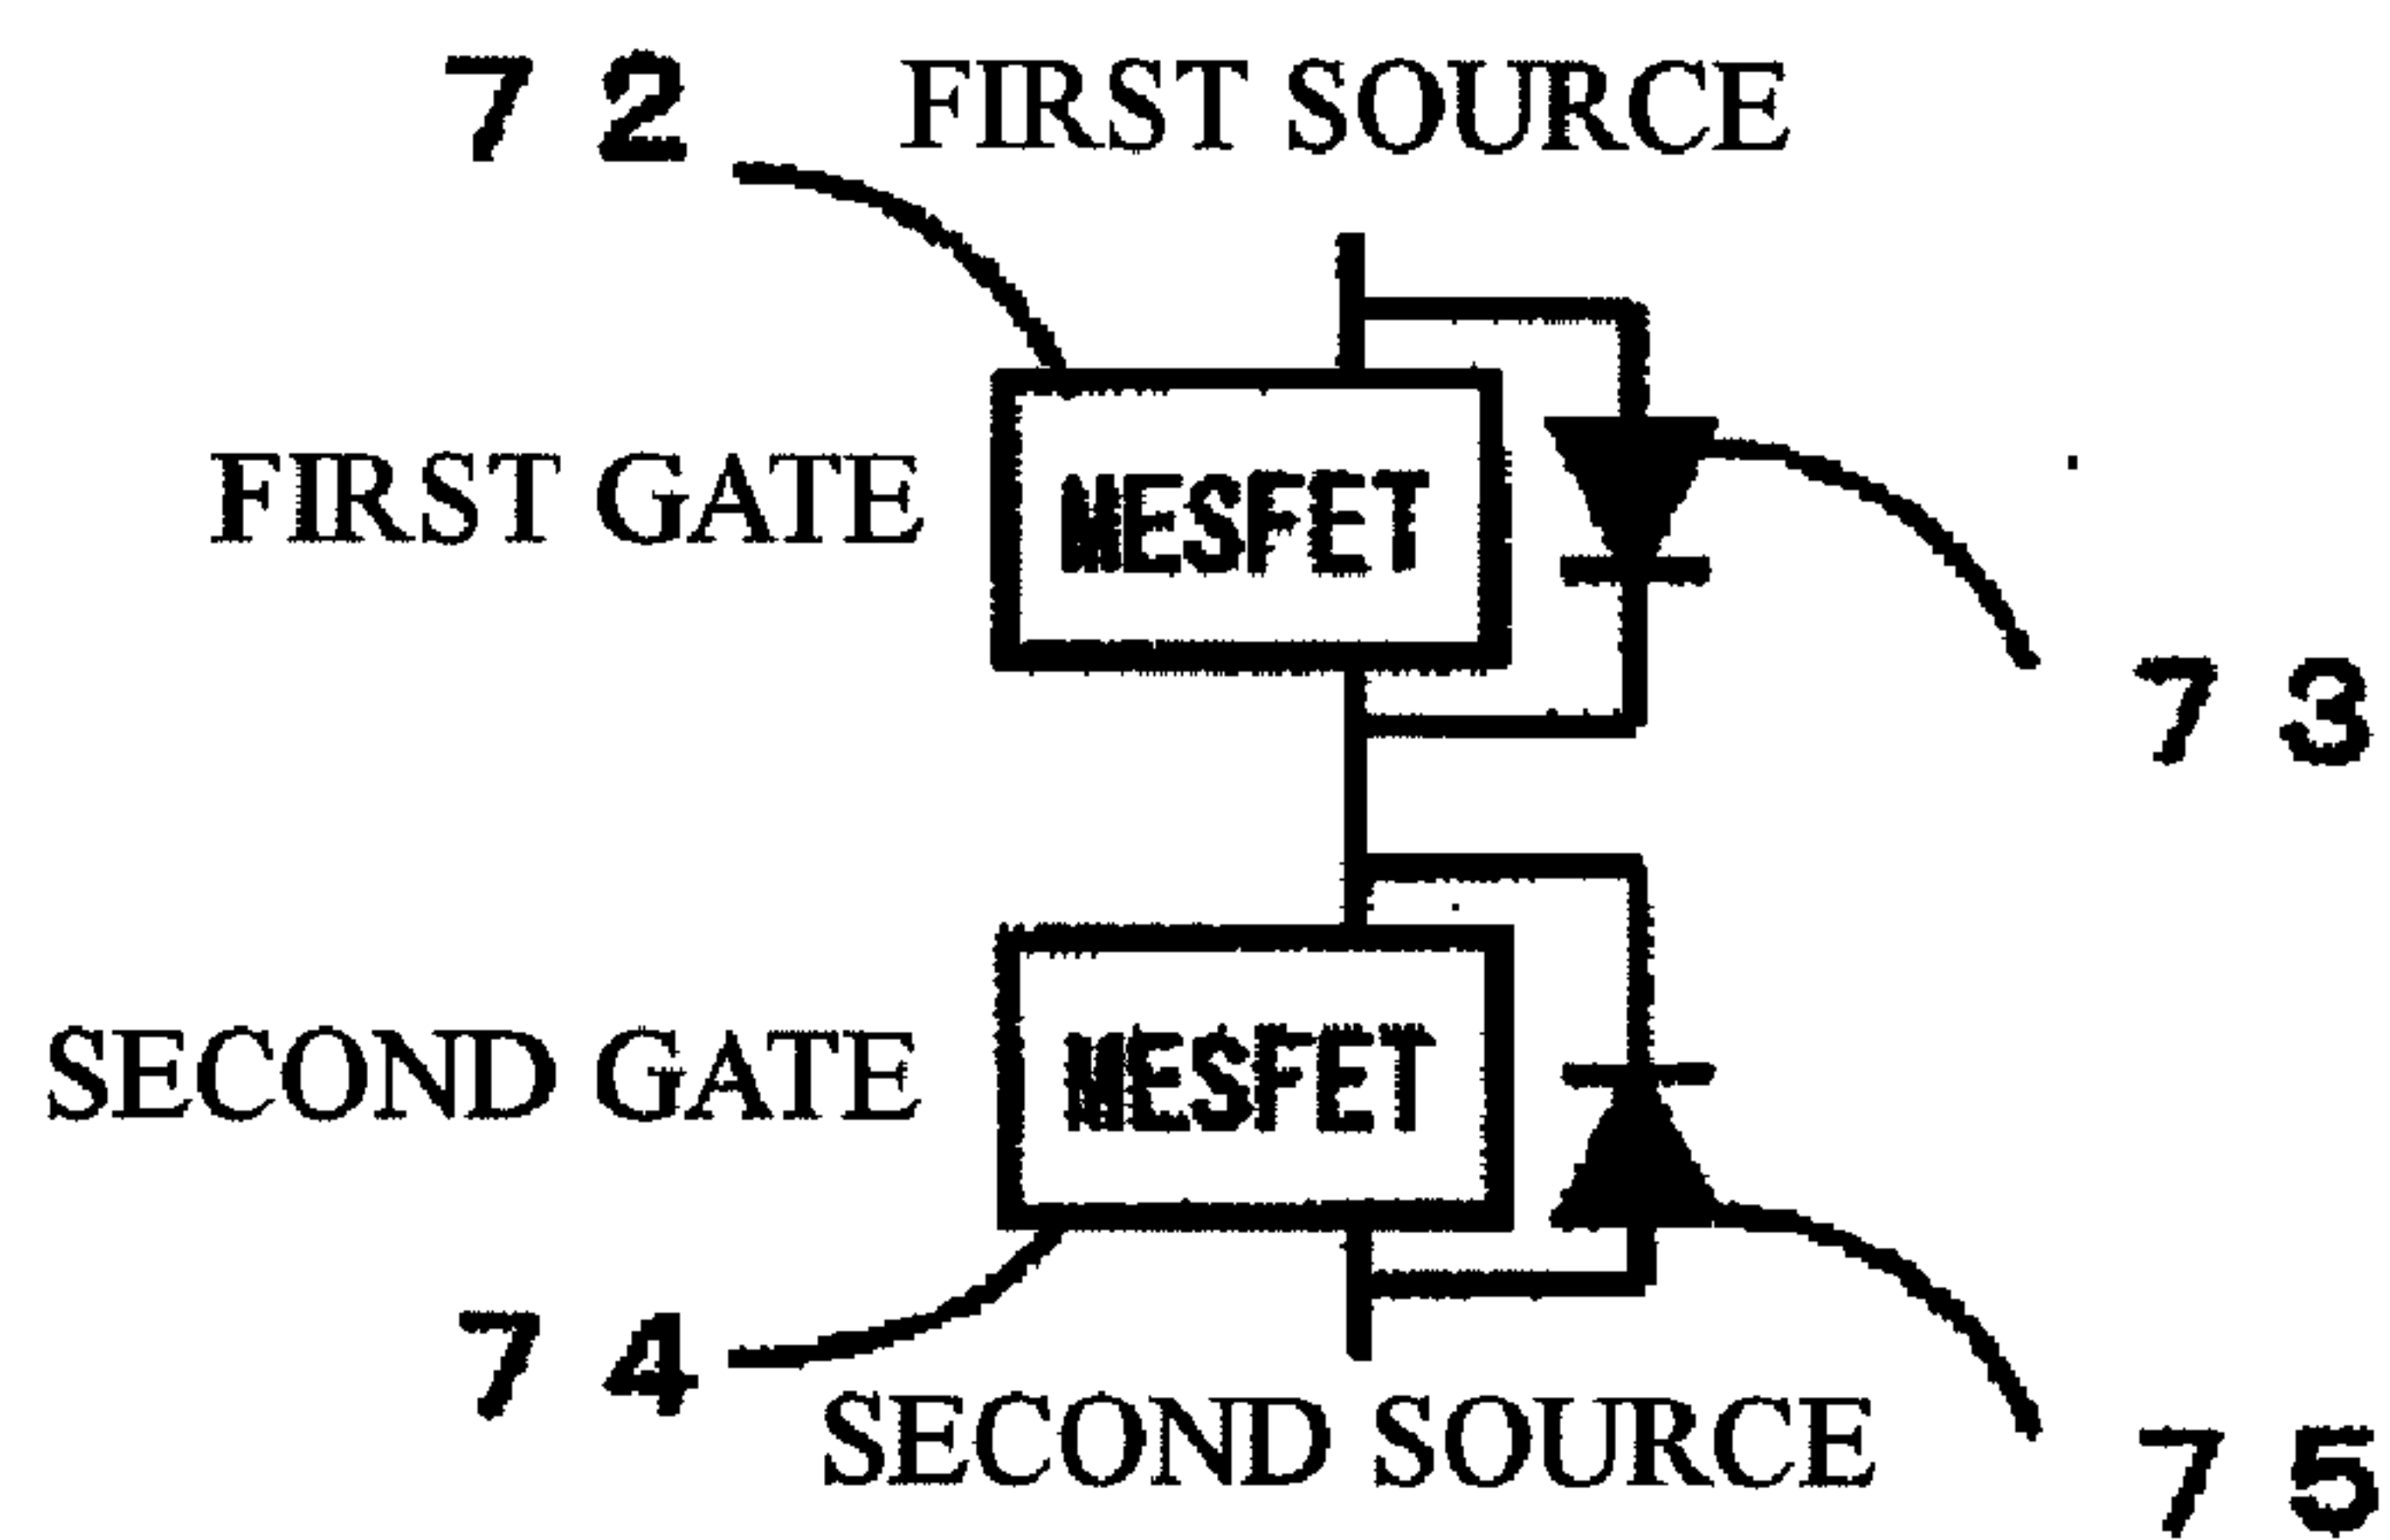 72 FIRST SOURCE
FIRST GATE
MESFET
73
SECOND GATE
MESFET
74
SECOND SOURCE
75